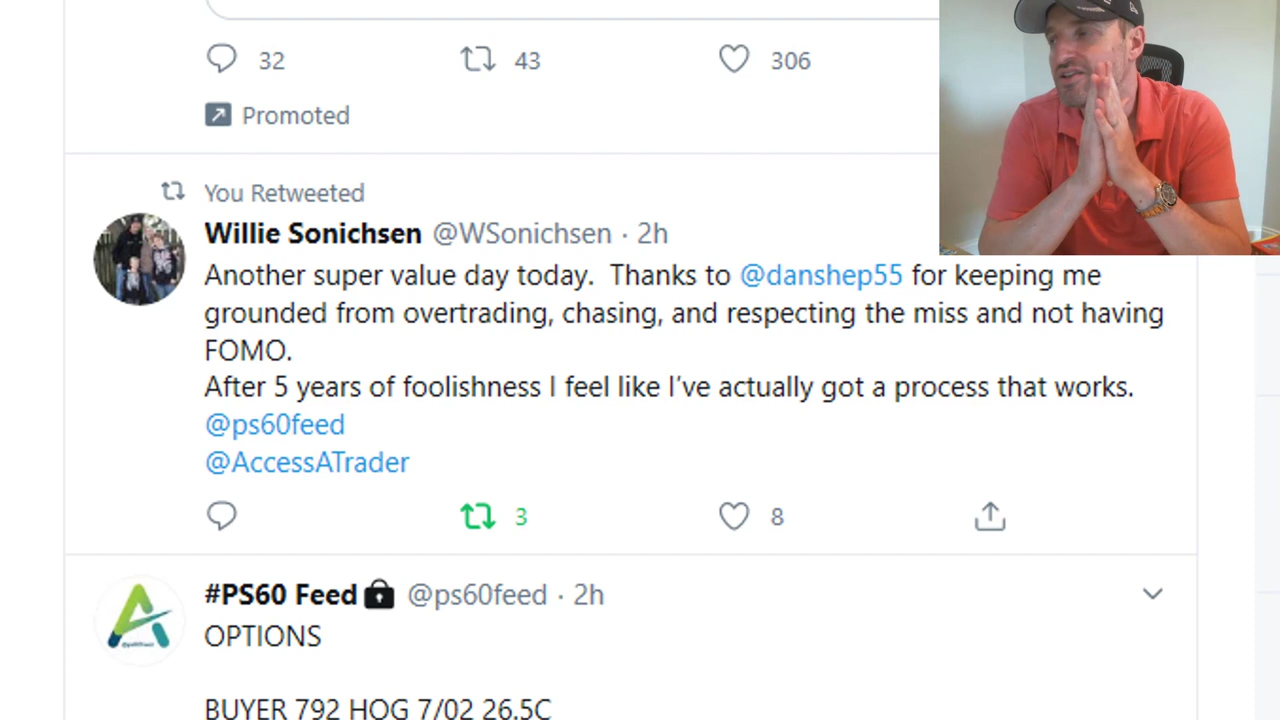 32 43 306
Promoted
You Retweeted
Willie Sonichsen @WSonichsen · 2h
Another super value day today.  Thanks to @danshep55 for keeping me
grounded from overtrading, chasing, and respecting the miss and not having
FOMO.
After 5 years of foolishness I feel like I've actually got a process that works.
@ps60feed
@AccessATrader
3 8
#PS60 Feed @ps60feed · 2h
OPTIONS
BUYER 792 HOG 7/02 26.5C